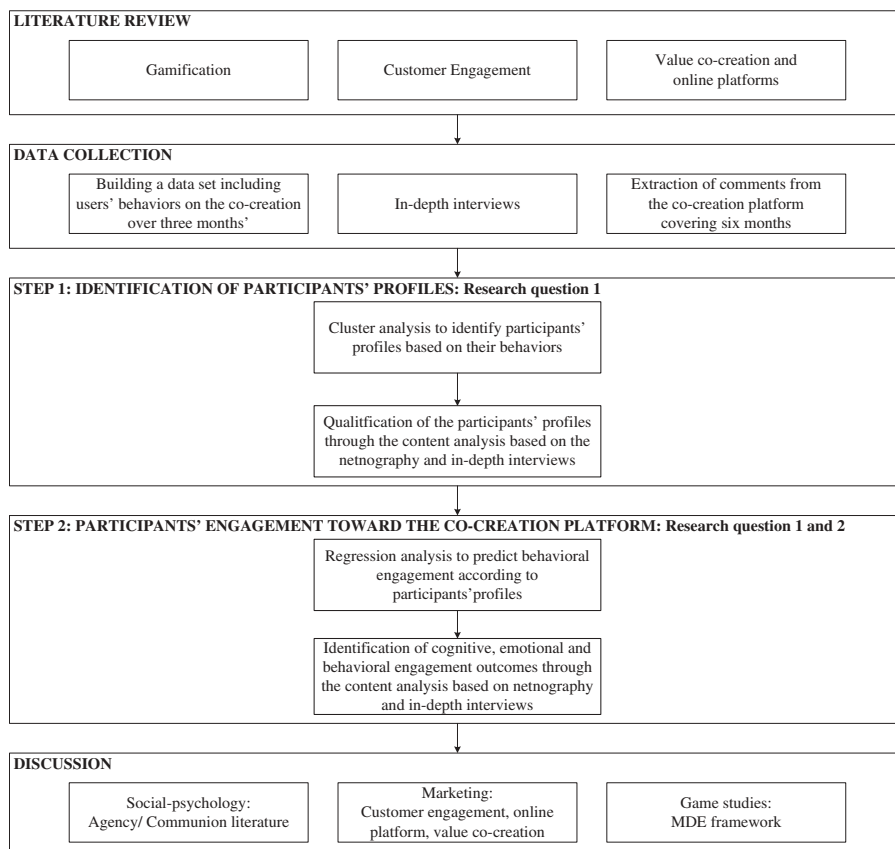 LITERATURE REVIEW
Gamification
Customer Engagement
Value co-creation and
online platforms
DATA COLLECTION
Building a data set including
users’ behaviors on the co-creation
over three months’
In-depth interviews
Extraction of comments from
the co-creation platform
covering six months
STEP 1: IDENTIFICATION OF PARTICIPANTS’ PROFILES: Research question 1
Cluster analysis to identify participants’
profiles based on their behaviors
Qualitfication of the participants’ profiles
through the content analysis based on the
netnography and in-depth interviews
STEP 2: PARTICIPANTS’ ENGAGEMENT TOWARD THE CO-CREATION PLATFORM: Research question 1 and 2
Regression analysis to predict behavioral
engagement according to
participants’profiles
Identification of cognitive, emotional and
behavioral engagement outcomes through
the content analysis based on netnography
and in-depth interviews
DISCUSSION
Social-psychology:
Agency/ Communion literature
Marketing:
Customer engagement, online
platform, value co-creation
Game studies:
MDE framework